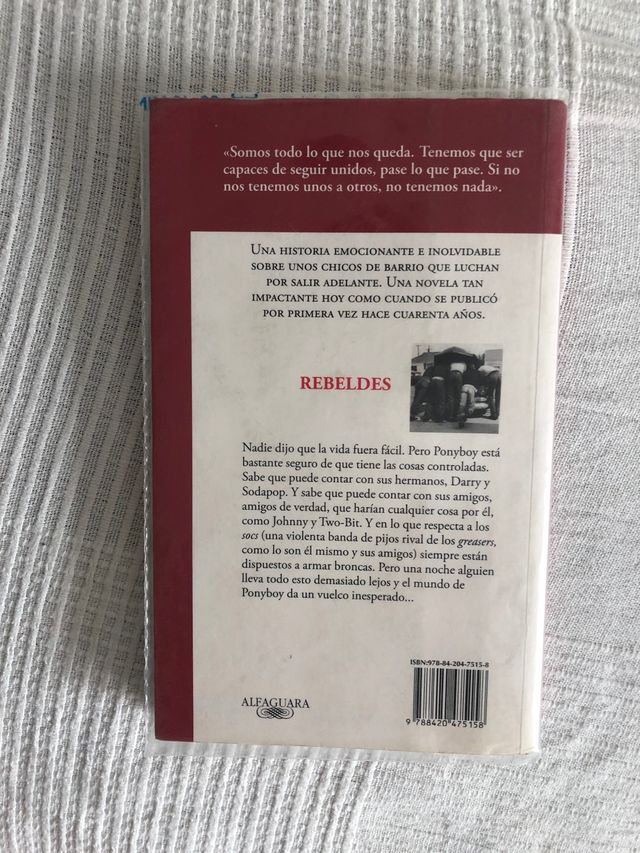 «Somos todo lo que nos queda. Tenemos que ser
capaces de seguir unidos, pase lo que pase. Si no
nos tenemos unos a otros, no tenemos nada».
UNA HISTORIA EMOCIONANTE E INOLVIDABLE
SOBRE UNOS CHICOS DE BARRIO QUE LUCHAN
POR SALIR ADELANTE. UNA NOVELA TAN
IMPACTANTE HOY COMO CUANDO SE PUBLICÓ
POR PRIMERA VEZ HACE CUARENTA AÑOS.
REBELDES
Nadie dijo que la vida fuera fácil. Pero Ponyboy está
bastante seguro de que tiene las cosas controladas.
Sabe que puede contar con sus hermanos, Darry y
Sodapop. Y sabe que puede contar con sus amigos,
amigos de verdad, que harían cualquier cosa por él,
como Johnny y Two-Bit. Y en lo que respecta a los
socs (una violenta banda de pijos rival de los greasers,
como lo son él mismo y sus amigos) siempre están
dispuestos a armar broncas. Pero una noche alguien
lleva todo esto demasiado lejos y el mundo de
Ponyboy da un vuelco inesperado...
ISBN: 978-84-204-7515-8
ALFAGUARA
9 788420 475158